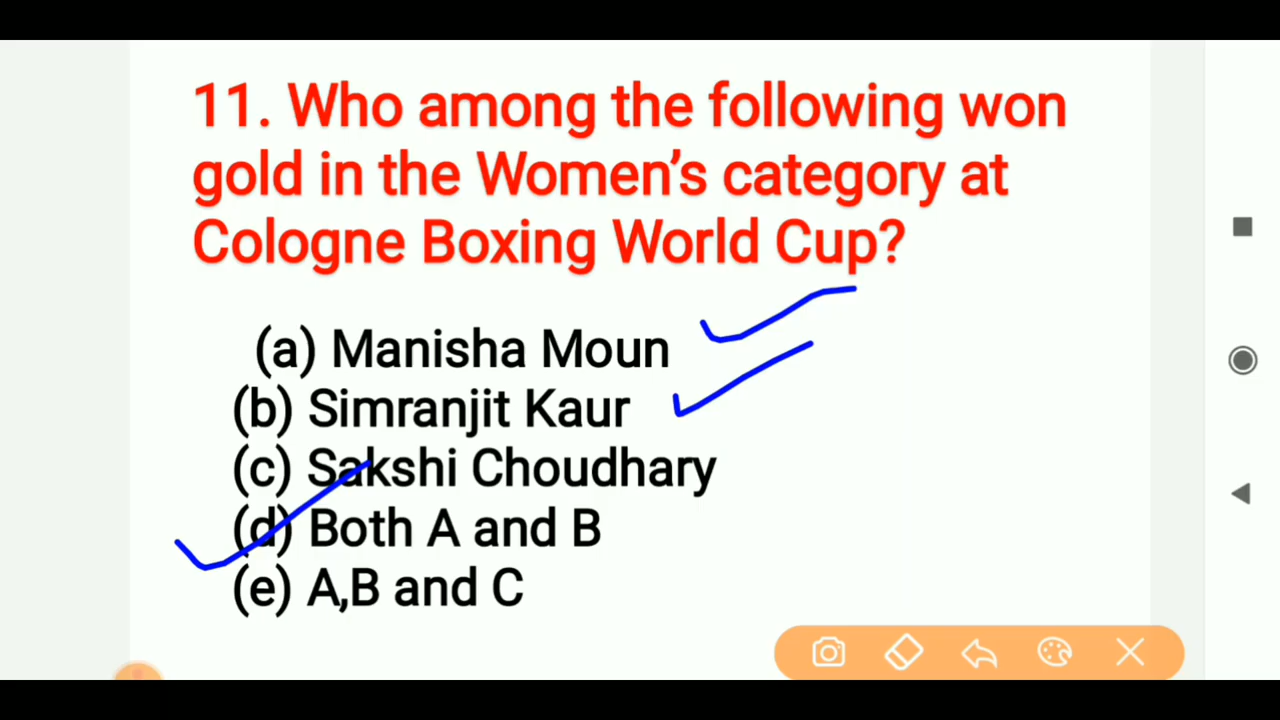 11. Who among the following won
gold in the Women’s category at
Cologne Boxing World Cup?
(a) Manisha Moun
(b) Simranjit Kaur
(c) Sakshi Choudhary
(d) Both A and B
(e) A,B and C